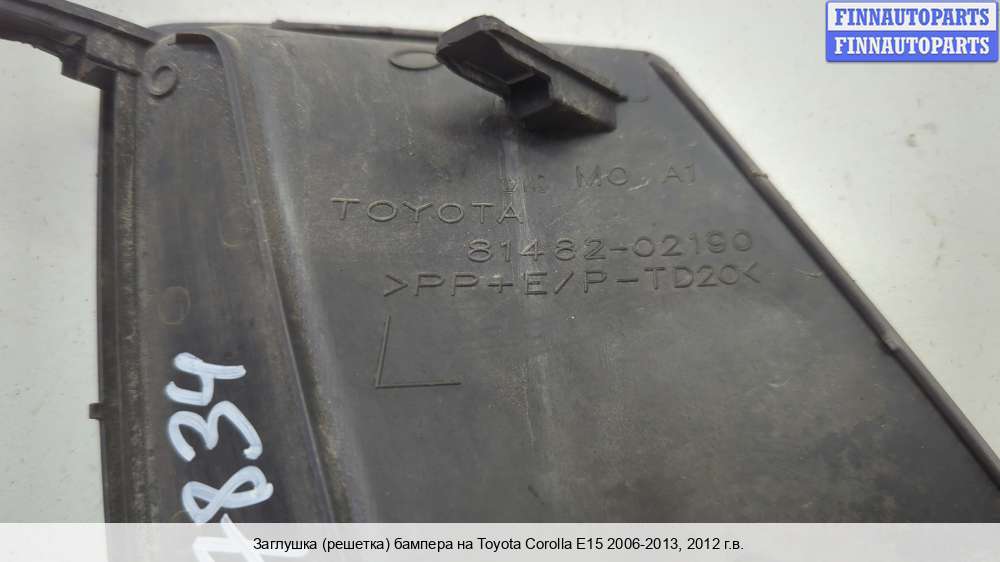 FINNAUTOPARTS
FINNAUTOPARTS
MC A1
TOYOTA
81482-02190
>PP+E/P-TD20<
L
834
Заглушка (решетка) бампера на Toyota Corolla E15 2006-2013, 2012 г.в.